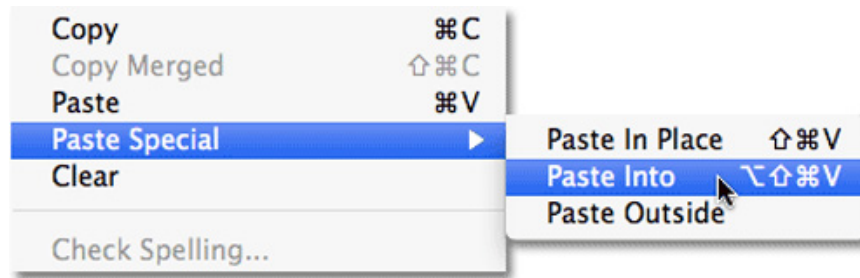 Copy ⌘C
Copy Merged ⇧⌘C
Paste ⌘V
Paste Special ▶
Clear
Check Spelling...
Paste In Place ⇧⌘V
Paste Into ⌥⇧⌘V
Paste Outside